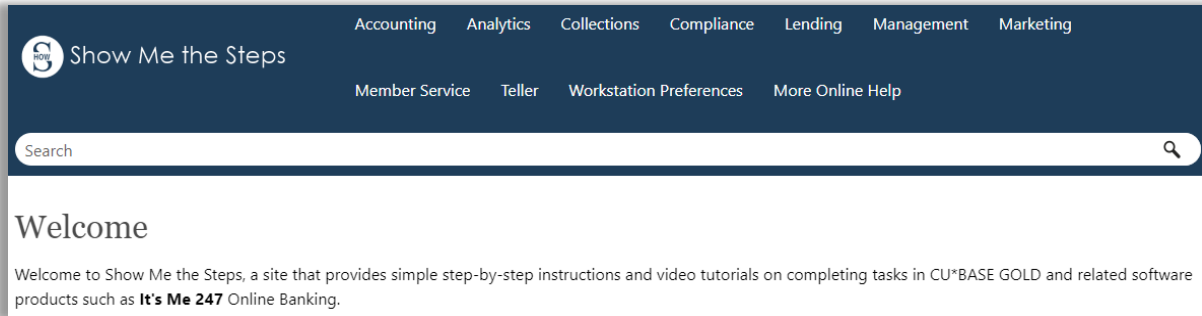 Accounting Analytics Collections Compliance Lending Management Marketing
SHOW
S
Show Me the Steps
Member Service Teller Workstation Preferences More Online Help
Search
Welcome
Welcome to Show Me the Steps, a site that provides simple step-by-step instructions and video tutorials on completing tasks in CU*BASE GOLD and related software
products such as It's Me 247 Online Banking.